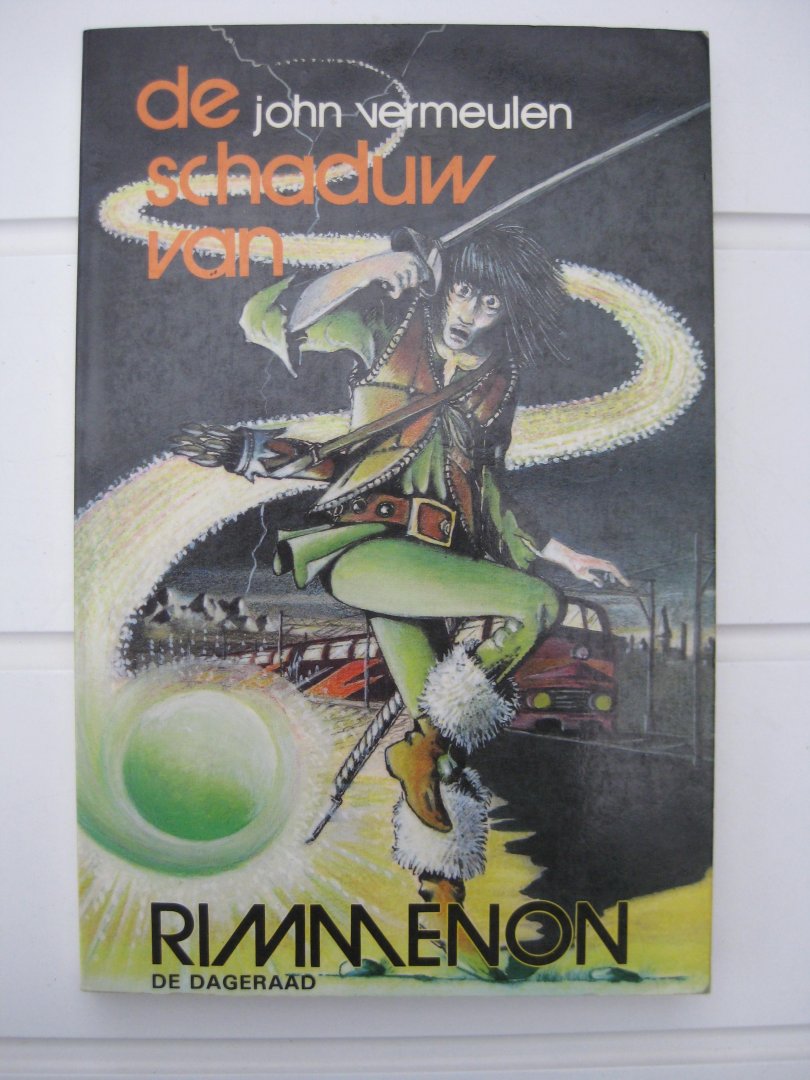 de
john vermeulen
schaduw
van
RIMMENON
DE DAGERAAD